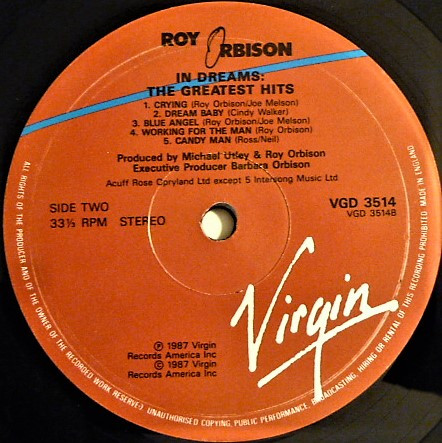 ROY ORBISON
IN DREAMS:
THE GREATEST HITS
1. CRYING (Roy Orbison/Joe Melson)
2. DREAM BABY (Cindy Walker)
3. BLUE ANGEL (Roy Orbison/Joe Melson)
4. WORKING FOR THE MAN (Roy Orbison)
5. CANDY MAN (Ross/Neil)
Produced by Michael Utley & Roy Orbison
Executive Producer Barbara Orbison
Acuff Rose Opryland Ltd except 5 Intersong Music Ltd
SIDE TWO
33⅓ RPM STEREO
VGD 3514
VGD 3514B
Virgin
℗ 1987 Virgin
Records America Inc
© 1987 Virgin
Records America Inc
ALL RIGHTS OF THE PRODUCER AND OF THE OWNER OF THE RECORDED WORK RESERVED. UNAUTHORISED COPYING, PUBLIC PERFORMANCE, BROADCASTING, HIRING OR RENTAL OF THIS RECORDING PROHIBITED. MADE IN ENGLAND